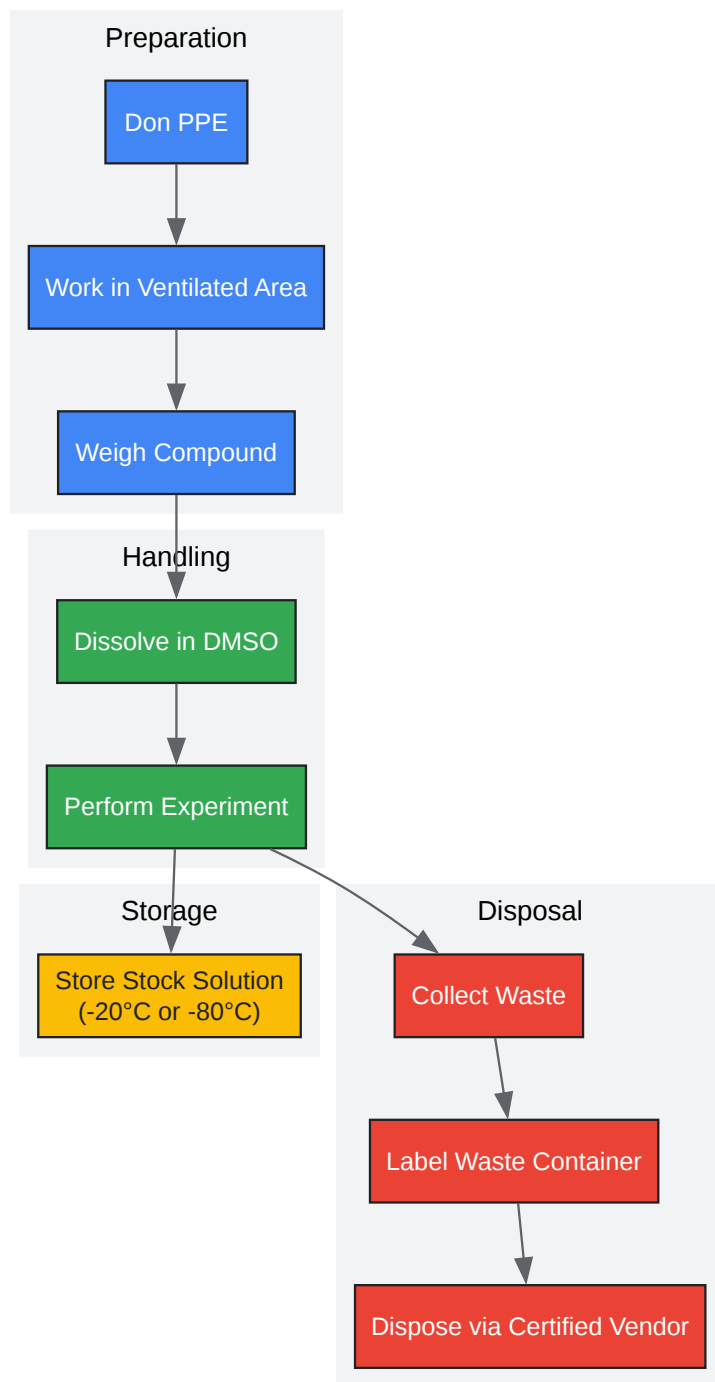 Preparation
Don PPE
Work in Ventilated Area
Weigh Compound
Handling
Dissolve in DMSO
Perform Experiment
Storage
Store Stock Solution
(-20°C or -80°C)
Disposal
Collect Waste
Label Waste Container
Dispose via Certified Vendor